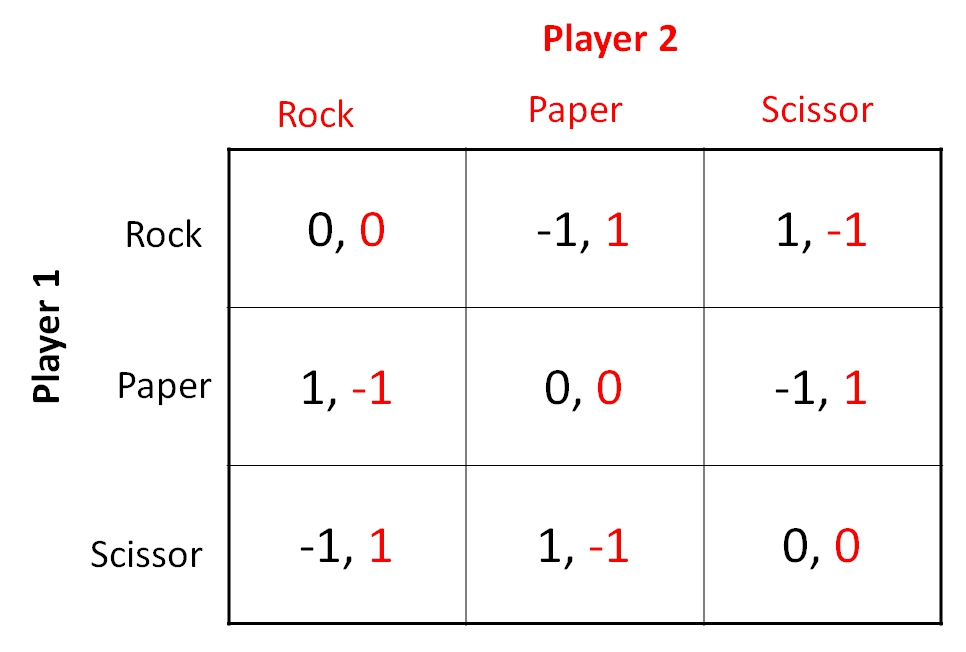 Player 2
Rock Paper Scissor
Player 1
Rock 0, 0 -1, 1 1, -1
Paper 1, -1 0, 0 -1, 1
Scissor -1, 1 1, -1 0, 0